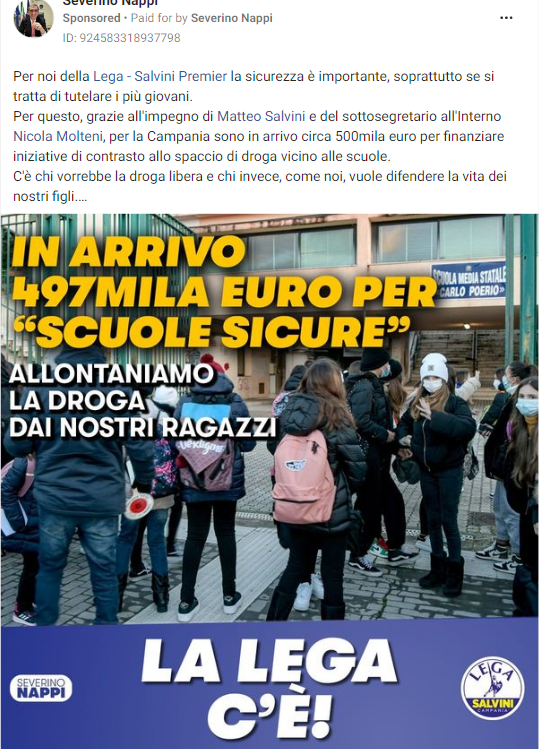 Severino Nappi
Sponsored • Paid for by Severino Nappi
ID: 924583318937798
Per noi della Lega - Salvini Premier la sicurezza è importante, soprattutto se si
tratta di tutelare i più giovani.
Per questo, grazie all'impegno di Matteo Salvini e del sottosegretario all'Interno
Nicola Molteni, per la Campania sono in arrivo circa 500mila euro per finanziare
iniziative di contrasto allo spaccio di droga vicino alle scuole.
C'è chi vorrebbe la droga libera e chi invece, come noi, vuole difendere la vita dei
nostri figli....
IN ARRIVO
497MILA EURO PER
“SCUOLE SICURE”
SCUOLA MEDIA STATALE
CARLO POERIO»
ALLONTANIAMO
LA DROGA
DAI NOSTRI RAGAZZI
LA LEGA
C'È!
SEVERINO
NAPPI
LEGA
SALVINI
CAMPANIA